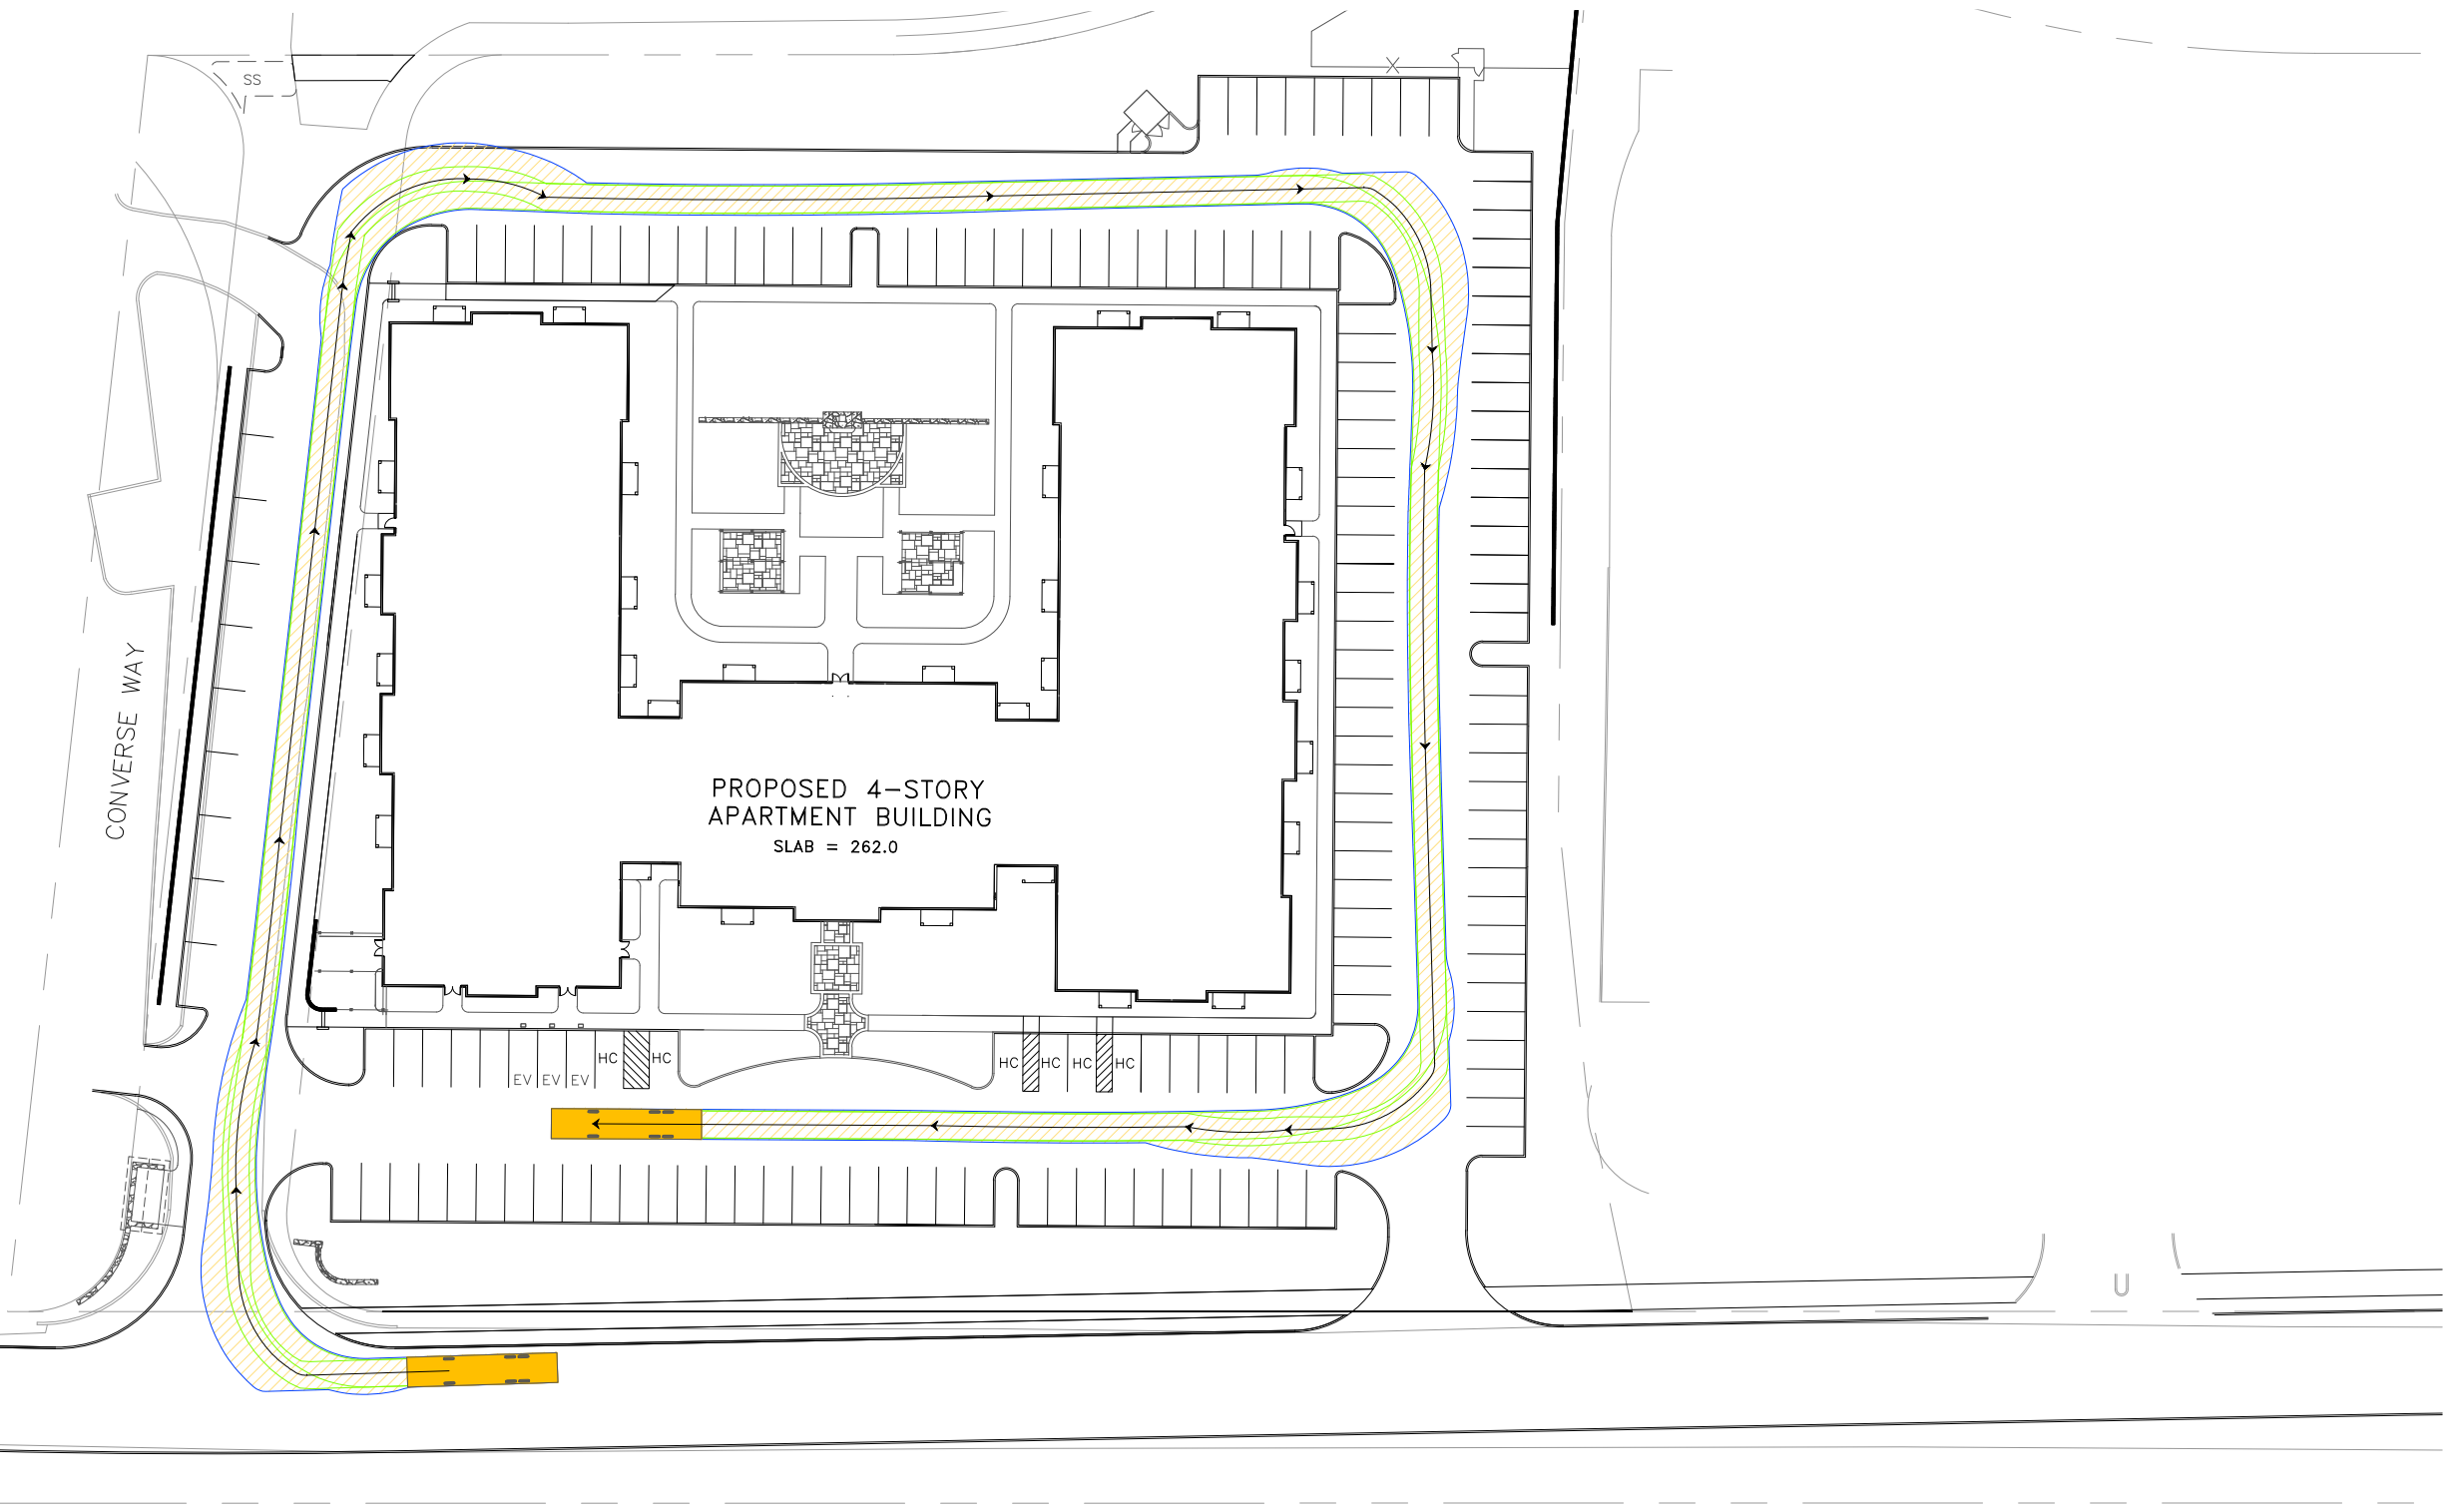 SS
X
CONVERSE WAY
PROPOSED 4-STORY
APARTMENT BUILDING
SLAB = 262.0
HC
HC
HC
HC
HC
HC
EV
EV
EV